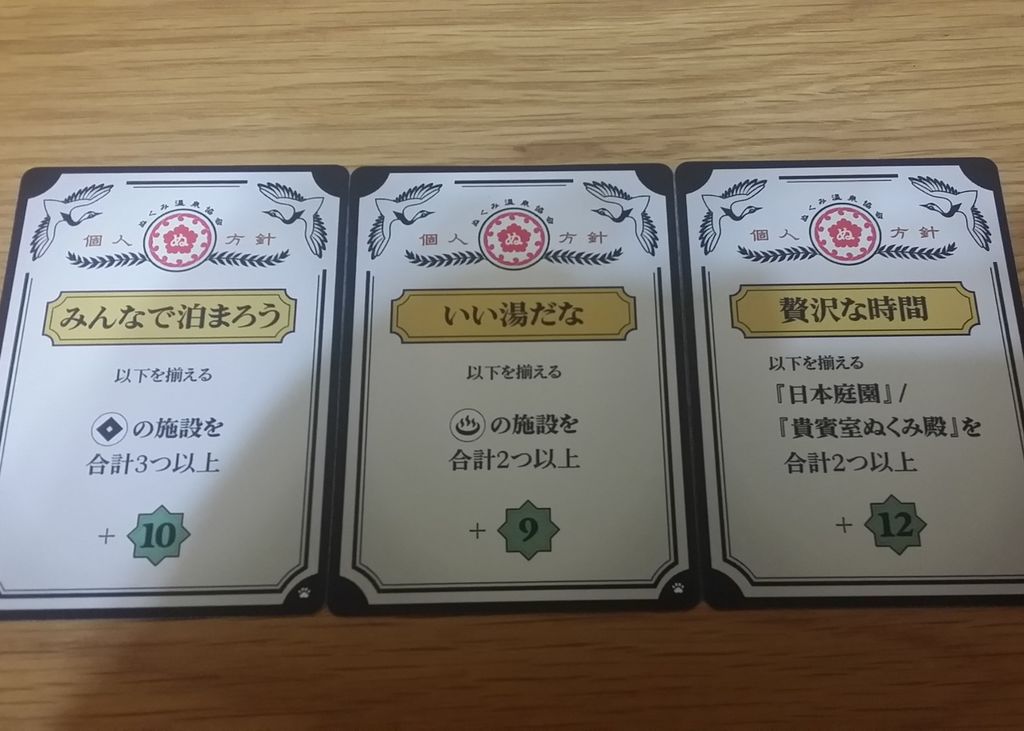 ぬくみ温泉協会
個人 ぬ 方針
みんなで泊まろう
以下を揃える
の施設を
合計3つ以上
+ 10
ぬくみ温泉協会
個人 ぬ 方針
いい湯だな
以下を揃える
の施設を
合計2つ以上
+ 9
ぬくみ温泉協会
個人 ぬ 方針
贅沢な時間
以下を揃える
『日本庭園』/
『貴賓室ぬくみ殿』を
合計2つ以上
+ 12